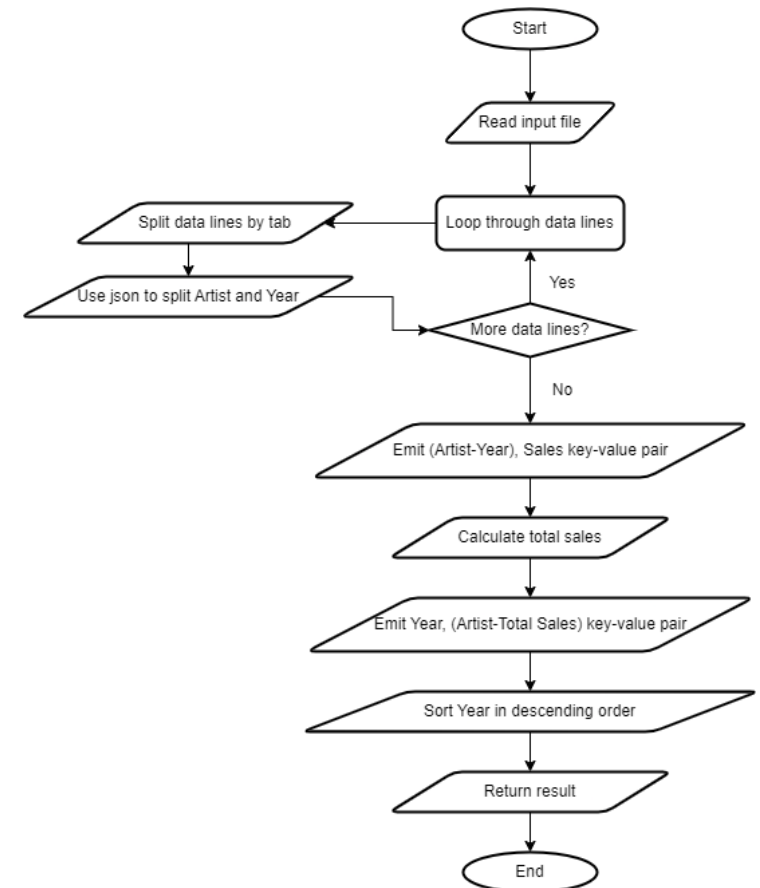 Start
Read input file
Loop through data lines
Split data lines by tab
Use json to split Artist and Year
Yes
More data lines?
No
Emit (Artist-Year), Sales key-value pair
Calculate total sales
Emit Year, (Artist-Total Sales) key-value pair
Sort Year in descending order
Return result
End